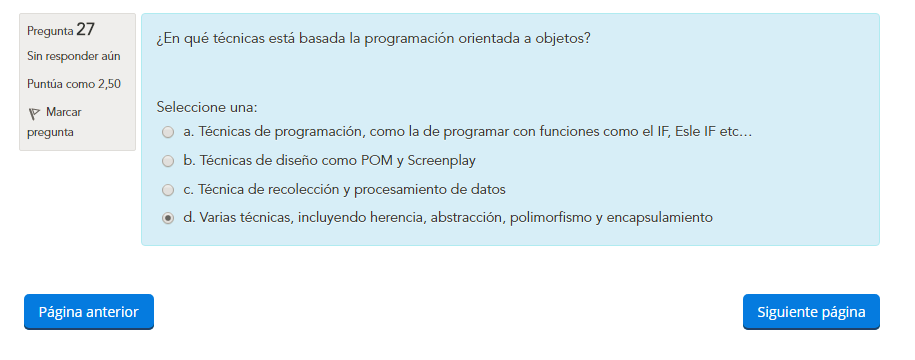 Pregunta 27
Sin responder aún
Puntúa como 2,50
Marcar
pregunta
¿En qué técnicas está basada la programación orientada a objetos?
Seleccione una:
a. Técnicas de programación, como la de programar con funciones como el IF, Esle IF etc...
b. Técnicas de diseño como POM y Screenplay
c. Técnica de recolección y procesamiento de datos
d. Varias técnicas, incluyendo herencia, abstracción, polimorfismo y encapsulamiento
Página anterior
Siguiente página